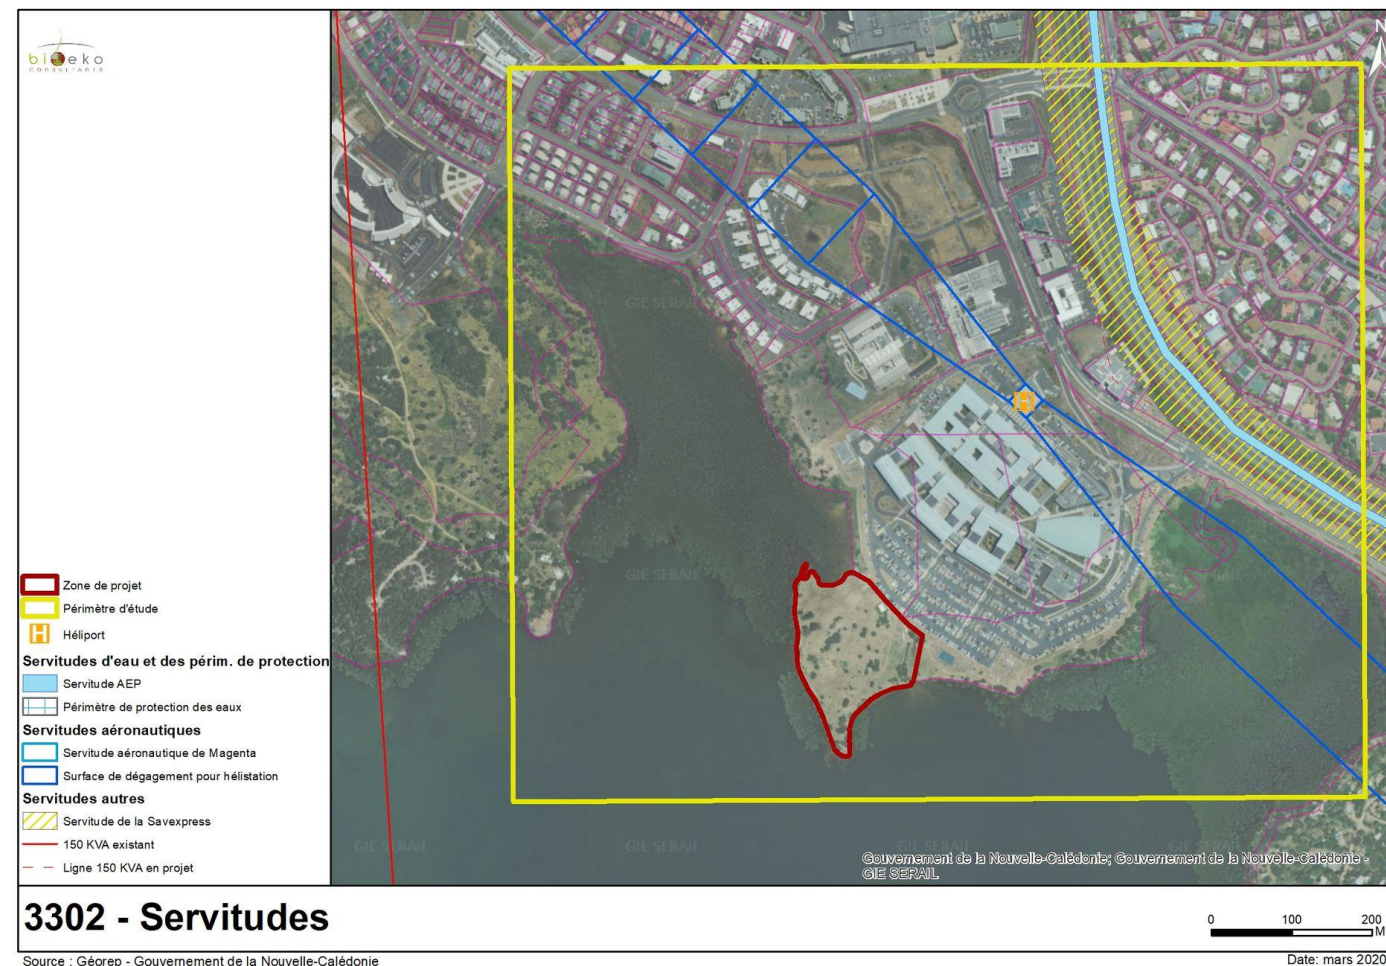 bioeko
CONSULTANTS
N
H
GIE SERAIL
GIE SERAIL
GIE SERAIL
GIE SERAIL
GIE SERAIL
Gouvernement de la Nouvelle-Calédonie; Gouvernement de la Nouvelle-Calédonie -
GIE SERAIL
Zone de projet
Périmètre d'étude
H Héliport
Servitudes d'eau et des périm. de protection
Servitude AEP
Périmètre de protection des eaux
Servitudes aéronautiques
Servitude aéronautique de Magenta
Surface de dégagement pour hélistation
Servitudes autres
Servitude de la Savexpress
150 KVA existant
Ligne 150 KVA en projet
3302 - Servitudes
0 100 200
M
Source : Géorep - Gouvernement de la Nouvelle-Calédonie
Date: mars 2020